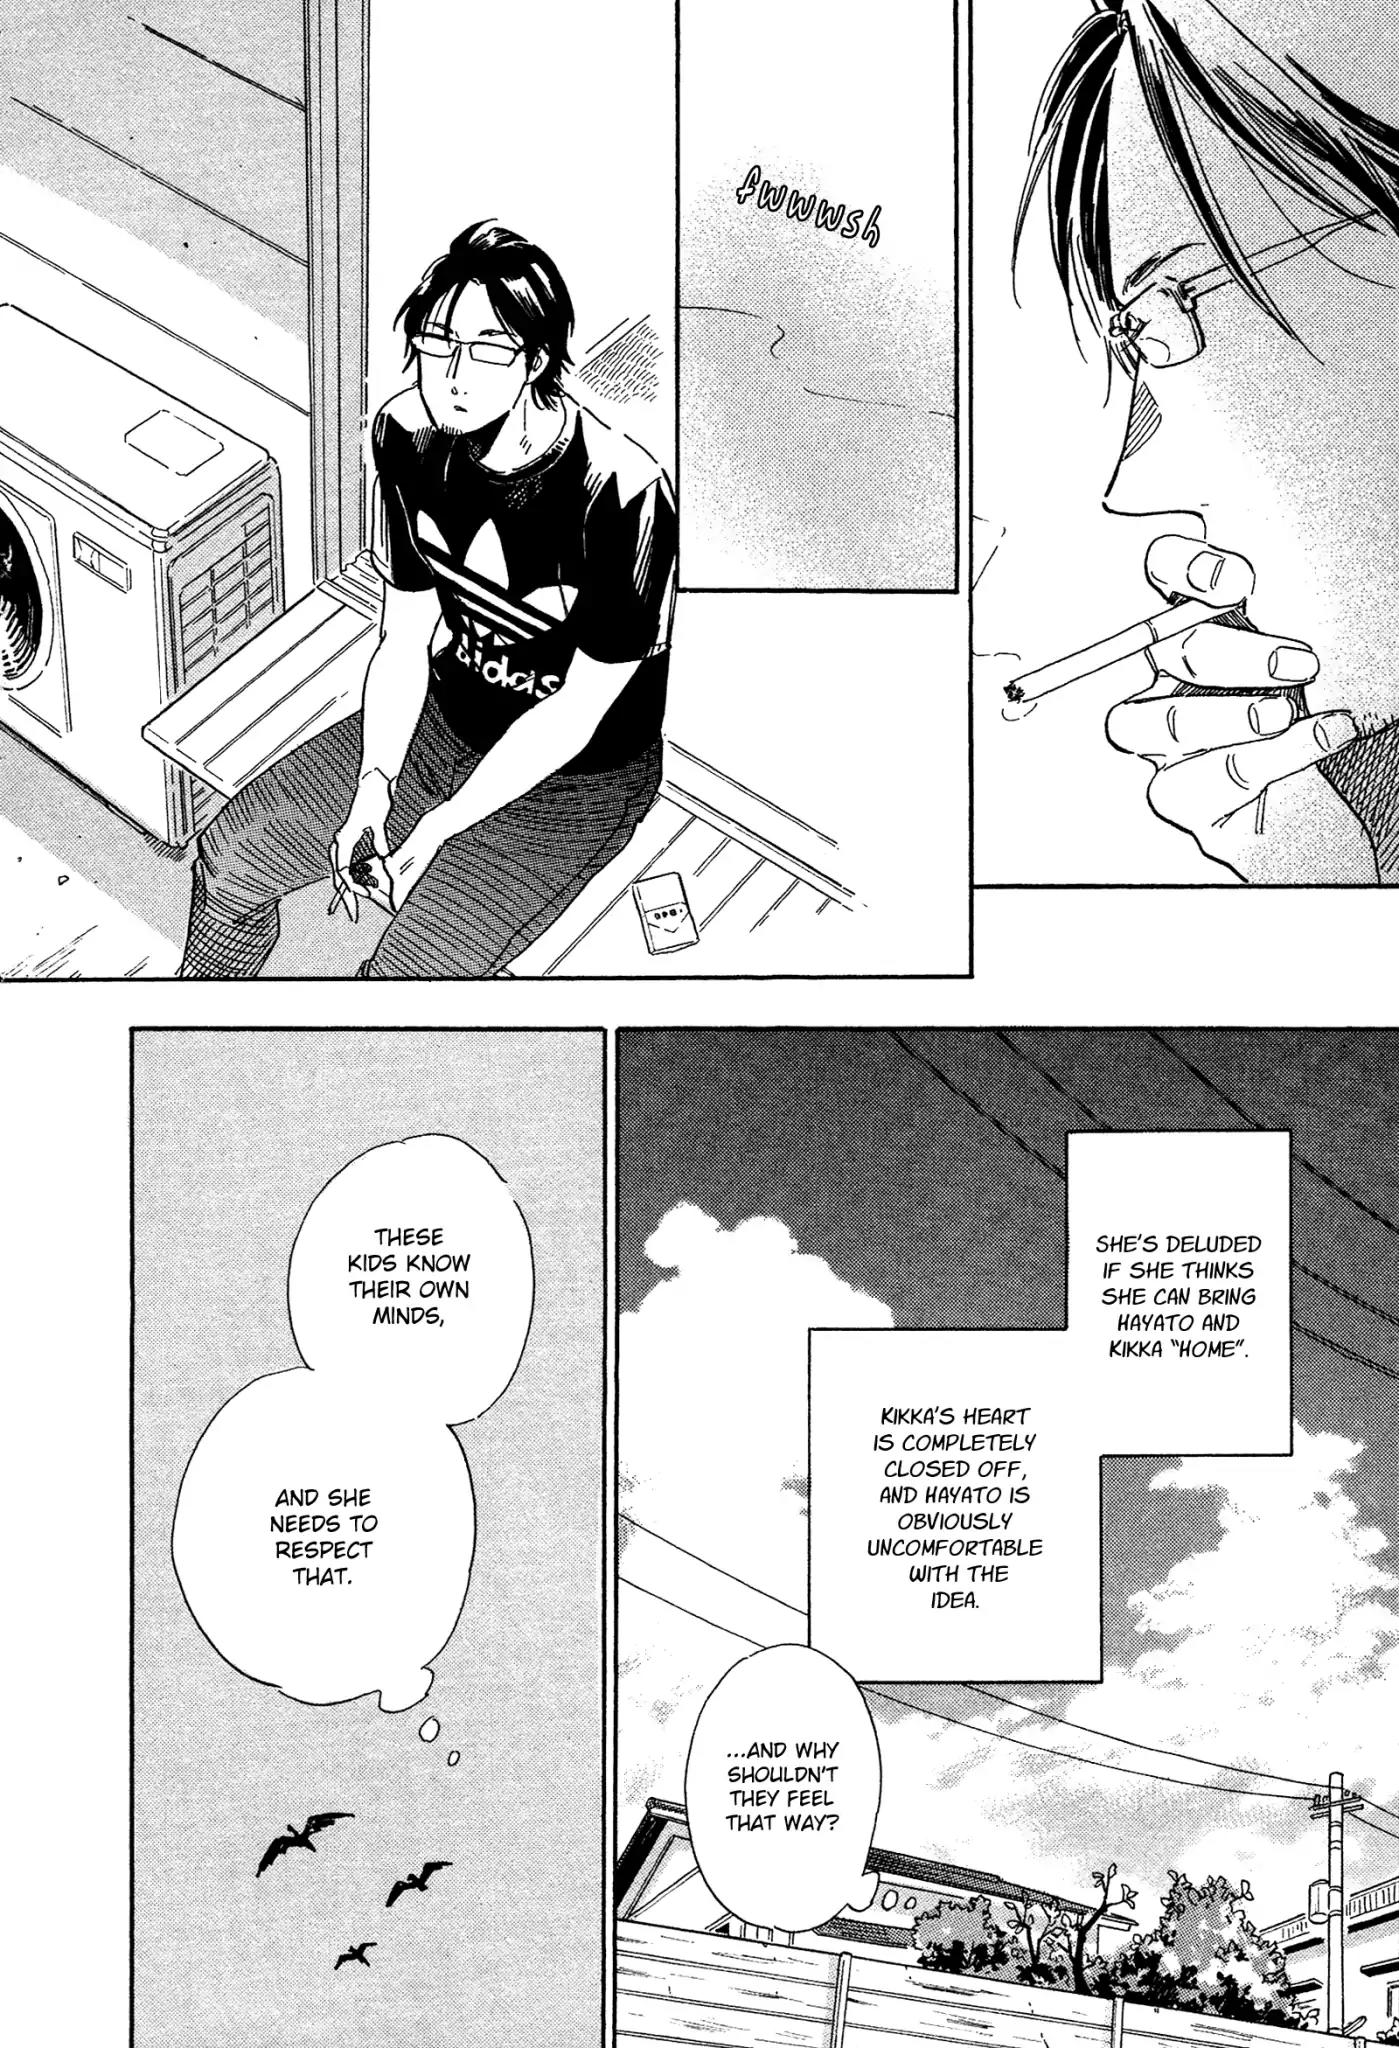 fwwwsh
adidas
SHE'S DELUDED
IF SHE THINKS
SHE CAN BRING
HAYATO AND
KIKKA "HOME".
KIKKA'S HEART
IS COMPLETELY
CLOSED OFF,
AND HAYATO IS
OBVIOUSLY
UNCOMFORTABLE
WITH THE
IDEA.
...AND WHY
SHOULDN'T
THEY FEEL
THAT WAY?
THESE
KIDS KNOW
THEIR OWN
MINDS,
AND SHE
NEEDS TO
RESPECT
THAT.